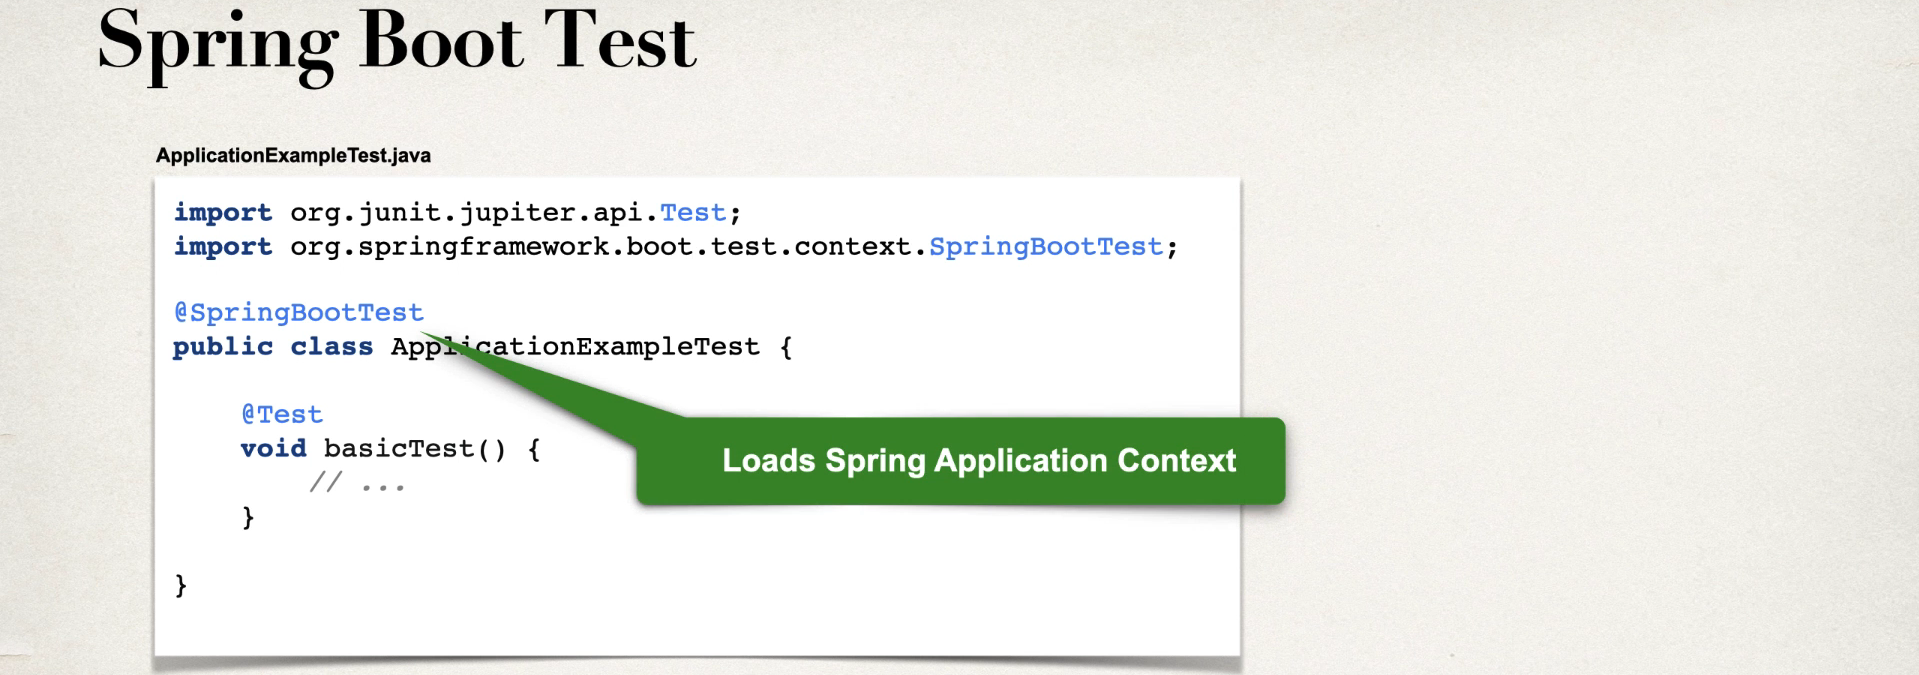 Spring Boot Test
ApplicationExampleTest.java
import org.junit.jupiter.api.Test;
import org.springframework.boot.test.context.SpringBootTest;
@SpringBootTest
public class ApplicationExampleTest {
@Test
void basicTest() {
// ...
}
}
Loads Spring Application Context